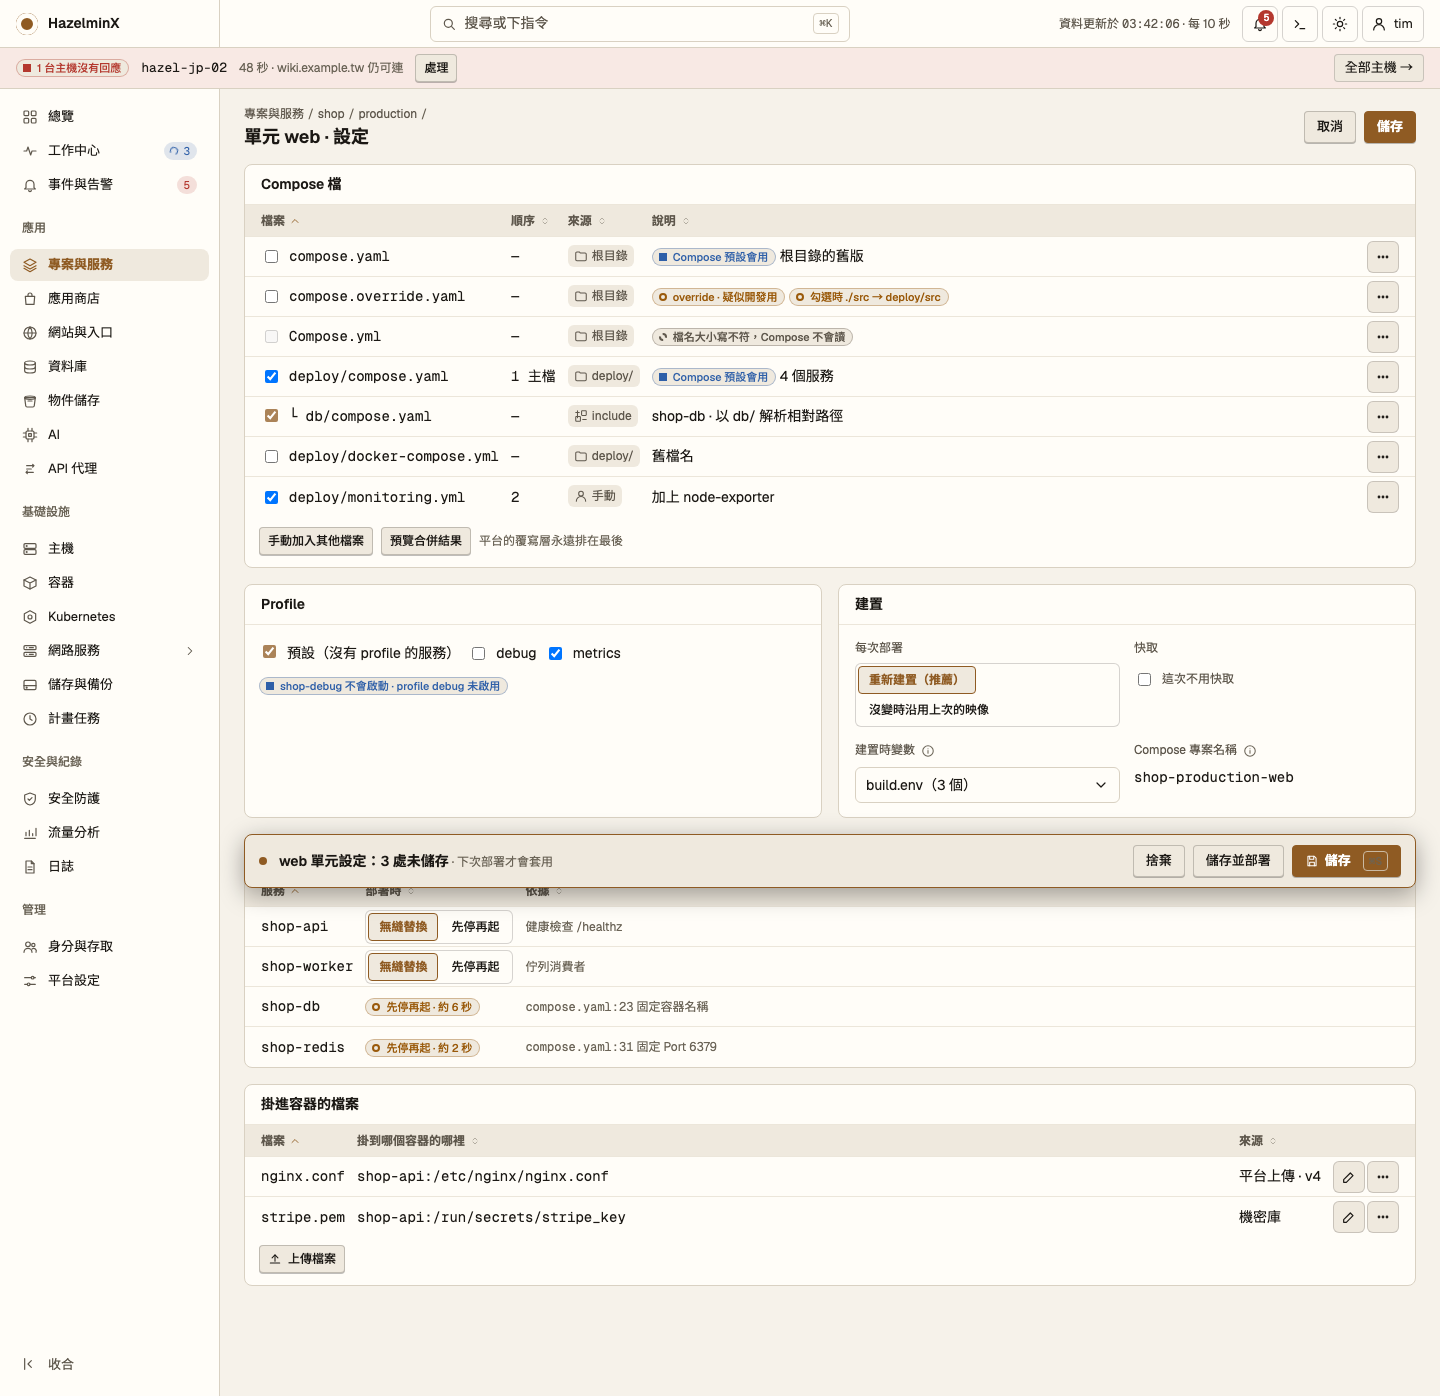 HazelminX
搜尋或下指令
⌘K
資料更新於 03:42:06 · 每 10 秒
5
tim
1 台主機沒有回應
hazel-jp-02
48 秒 · wiki.example.tw 仍可連
處理
全部主機 →
總覽
工作中心
3
事件與告警
5
應用
專案與服務
應用商店
網站與入口
資料庫
物件儲存
AI
API 代理
基礎設施
主機
容器
Kubernetes
網路服務
儲存與備份
計畫任務
安全與紀錄
安全防護
流量分析
日誌
管理
身分與存取
平台設定
收合
專案與服務 / shop / production /
單元 web · 設定
取消
儲存
Compose 檔
檔案 順序 來源 說明
compose.yaml — 根目錄 Compose 預設會用 根目錄的舊版
compose.override.yaml — 根目錄 override · 疑似開發用 勾選時 ./src → deploy/src
Compose.yml — 根目錄 檔名大小寫不符，Compose 不會讀
deploy/compose.yaml 1 主檔 deploy/ Compose 預設會用 4 個服務
└ db/compose.yaml — include shop-db · 以 db/ 解析相對路徑
deploy/docker-compose.yml — deploy/ 舊檔名
deploy/monitoring.yml 2 手動 加上 node-exporter
手動加入其他檔案 預覽合併結果 平台的覆寫層永遠排在最後
Profile
預設（沒有 profile 的服務） debug metrics
shop-debug 不會啟動 · profile debug 未啟用
建置
每次部署
重新建置（推薦）
沒變時沿用上次的映像
快取
這次不用快取
建置時變數
build.env（3 個）
Compose 專案名稱
shop-production-web
web 單元設定：3 處未儲存 · 下次部署才會套用
捨棄 儲存並部署 儲存
服務 部署時 依據
shop-api 無縫替換 先停再起 健康檢查 /healthz
shop-worker 無縫替換 先停再起 佇列消費者
shop-db 先停再起 · 約 6 秒 compose.yaml:23 固定容器名稱
shop-redis 先停再起 · 約 2 秒 compose.yaml:31 固定 Port 6379
掛進容器的檔案
檔案 掛到哪個容器的哪裡 來源
nginx.conf shop-api:/etc/nginx/nginx.conf 平台上傳 · v4
stripe.pem shop-api:/run/secrets/stripe_key 機密庫
上傳檔案